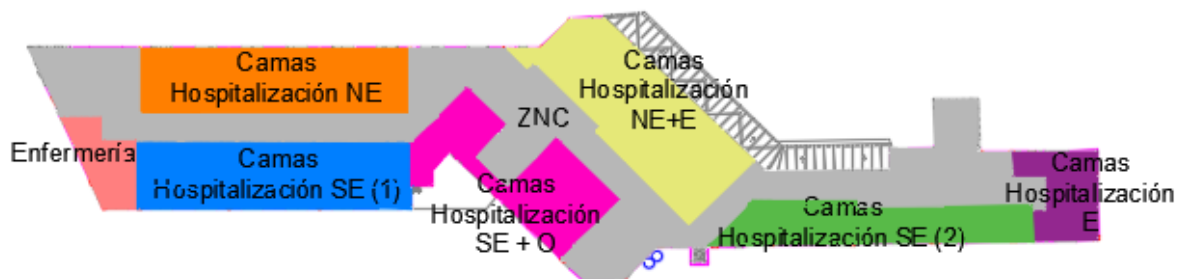 Camas
Hospitalización NE
Enfermería
Camas
Hospitalización SE (1)
ZNC
Camas
Hospitalización
SE + O
Camas
Hospitalización
NE+E
Camas
Hospitalización SE (2)
Camas
Hospitalización
E